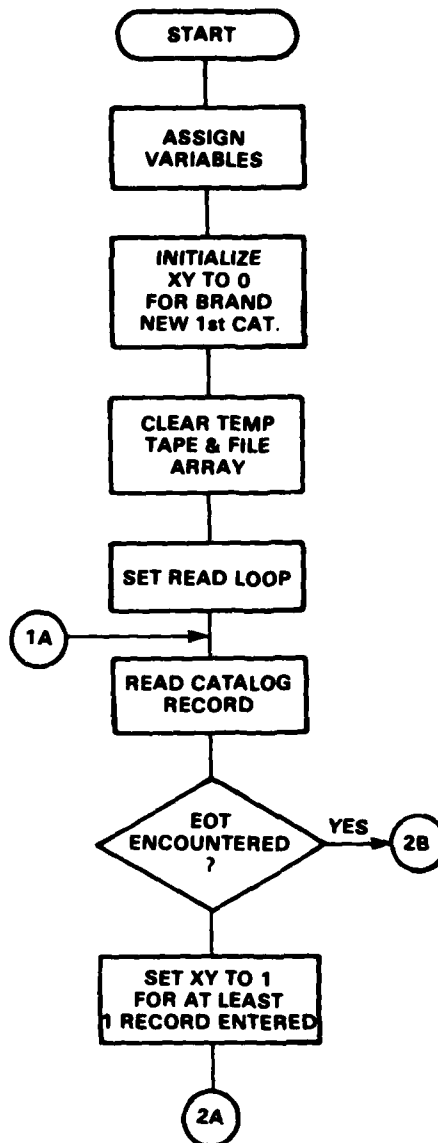 START
ASSIGN
VARIABLES
INITIALIZE
XY TO 0
FOR BRAND
NEW 1st CAT.
CLEAR TEMP
TAPE & FILE
ARRAY
SET READ LOOP
1A
READ CATALOG
RECORD
EOT
ENCOUNTERED
?
YES
2B
SET XY TO 1
FOR AT LEAST
1 RECORD ENTERED
2A